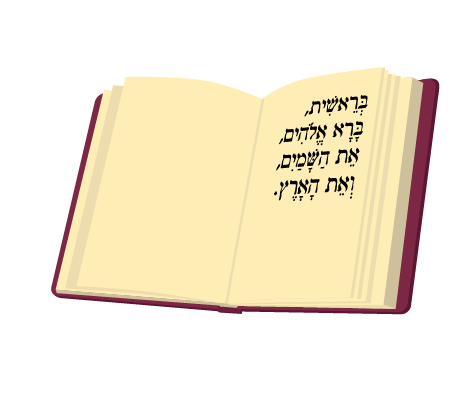 בְּרֵאשִׁית,
בָּרָא אֱלֹהִים,
אֵת הַשָּׁמַיִם,
וְאֵת הָאָרֶץ.